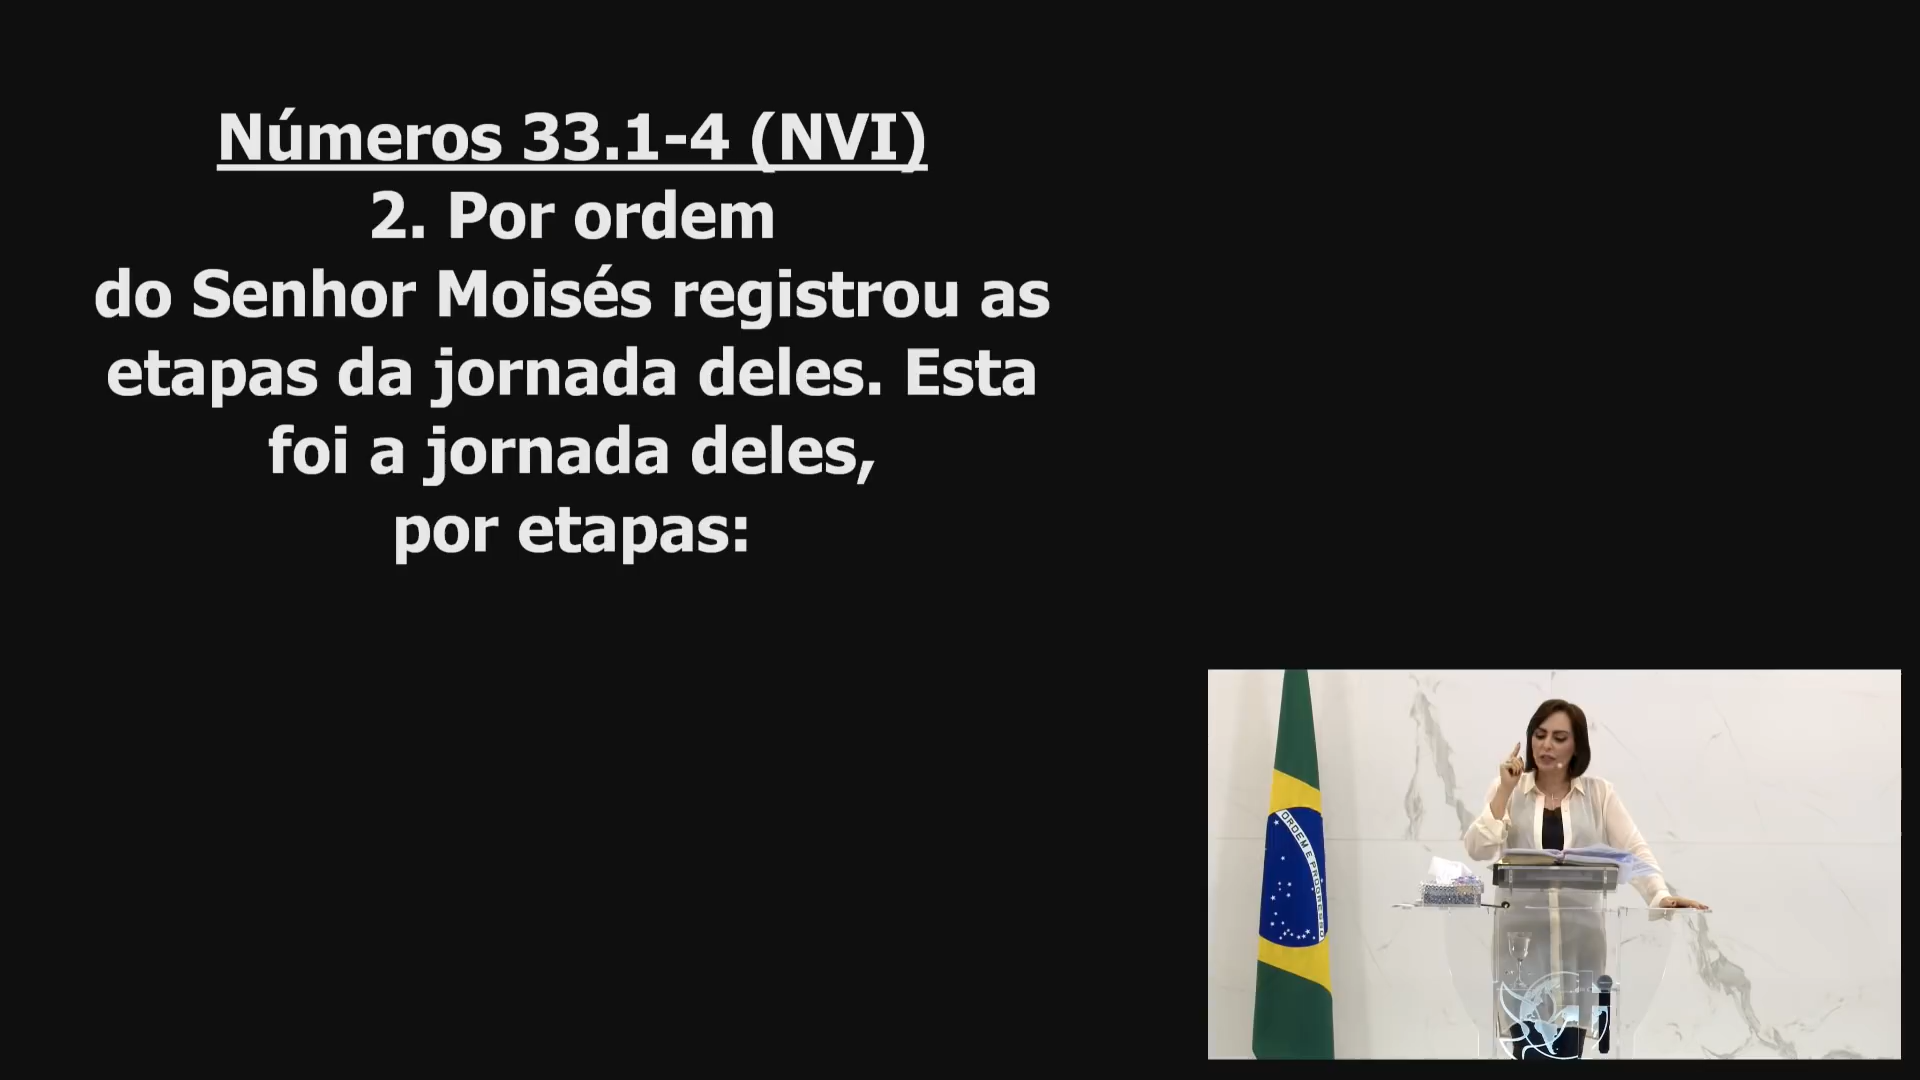 Números 33.1-4 (NVI)
2. Por ordem
do Senhor Moisés registrou as
etapas da jornada deles. Esta
foi a jornada deles,
por etapas:
ORDEM E PROGRESSO